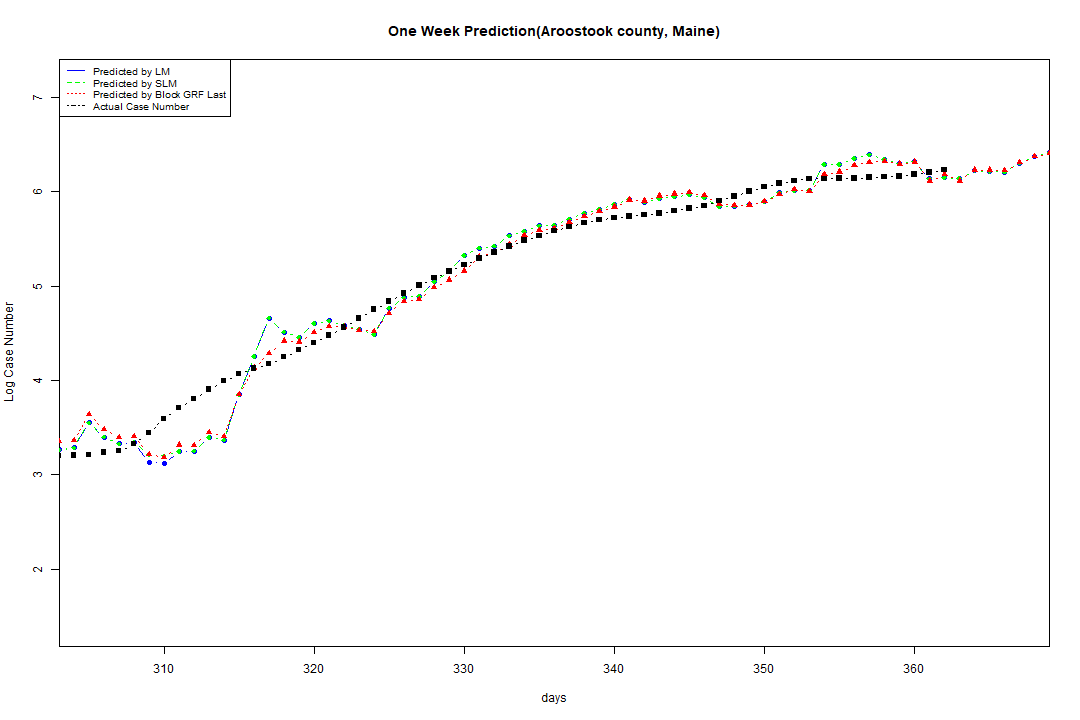 One Week Prediction(Aroostook county, Maine)
Predicted by LM
Predicted by SLM
Predicted by Block GRF Last
Actual Case Number
7
6
5
4
3
2
Log Case Number
310 320 330 340 350 360
days